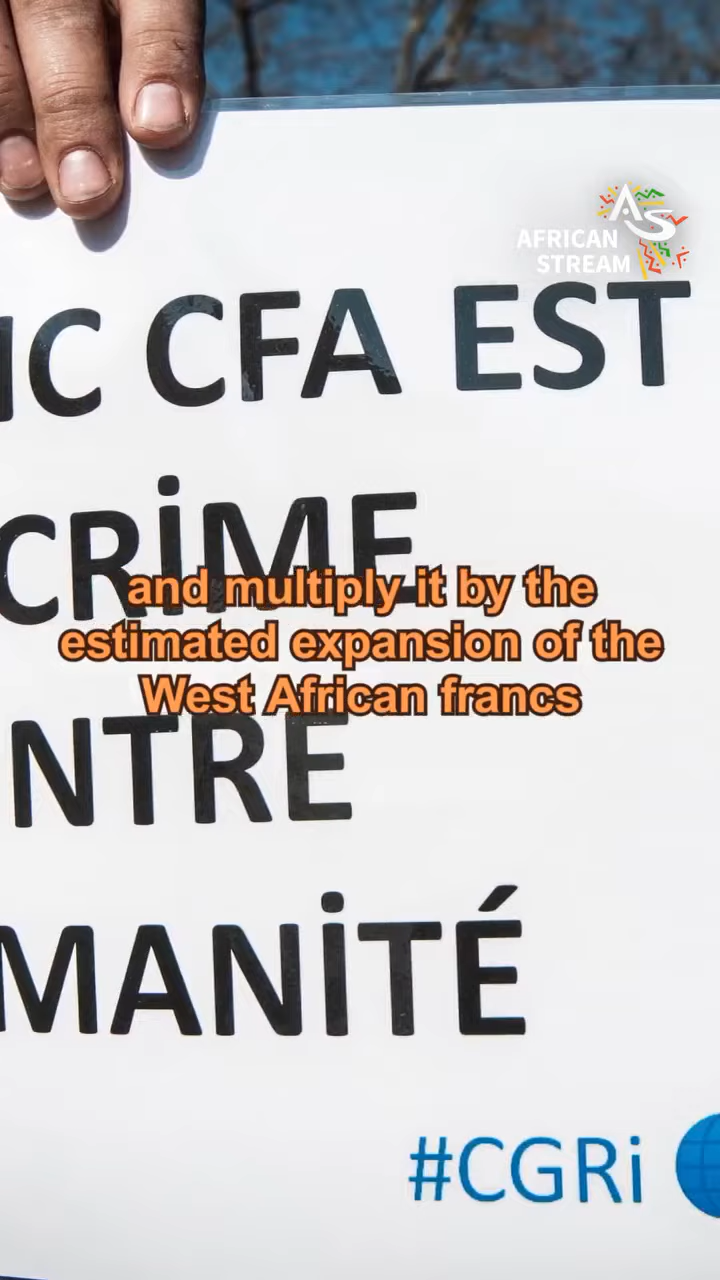 AFRICAN
STREAM
IC CFA EST
CRİME
and multiply it by the
estimated expansion of the
West African francs
NTRE
MANİTÉ
#CGRi